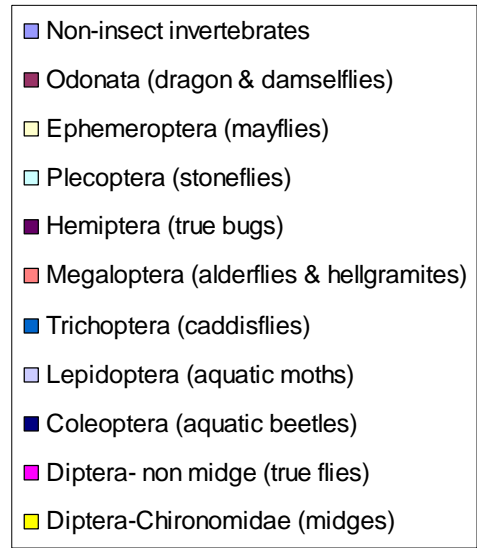 Non-insect invertebrates
Odonata (dragon & damselflies)
Ephemeroptera (mayflies)
Plecoptera (stoneflies)
Hemiptera (true bugs)
Megaloptera (alderflies & hellgramites)
Trichoptera (caddisflies)
Lepidoptera (aquatic moths)
Coleoptera (aquatic beetles)
Diptera- non midge (true flies)
Diptera-Chironomidae (midges)